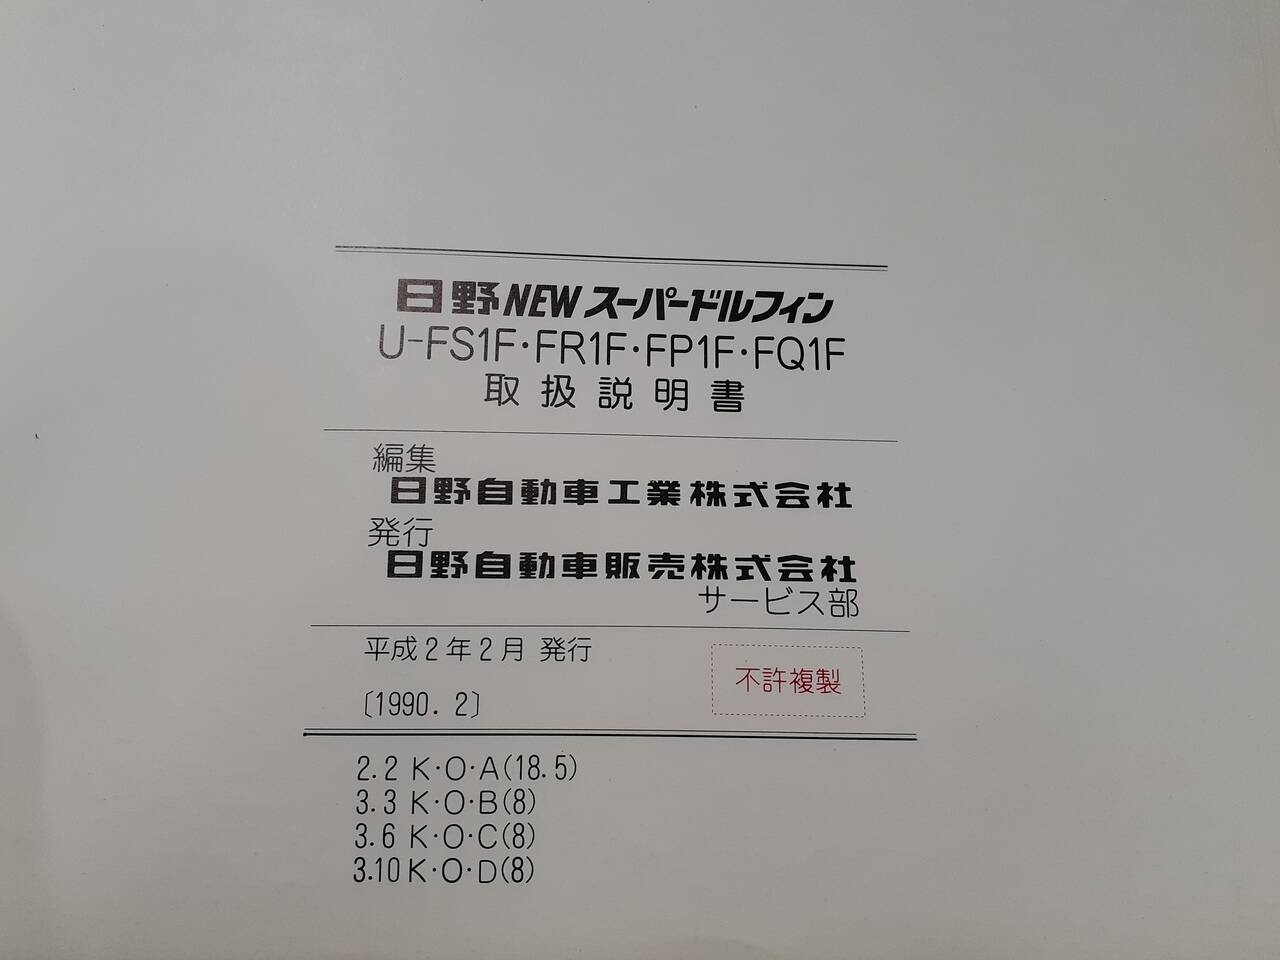 日野NEWスーパードルフィン
U-FS1F・FR1F・FP1F・FQ1F
取扱説明書
編集
日野自動車工業株式会社
発行
日野自動車販売株式会社
サービス部
平成2年2月 発行
不許複製
〔1990. 2〕
2.2 K・O・A(18.5)
3.3 K・O・B(8)
3.6 K・O・C(8)
3.10 K・O・D(8)